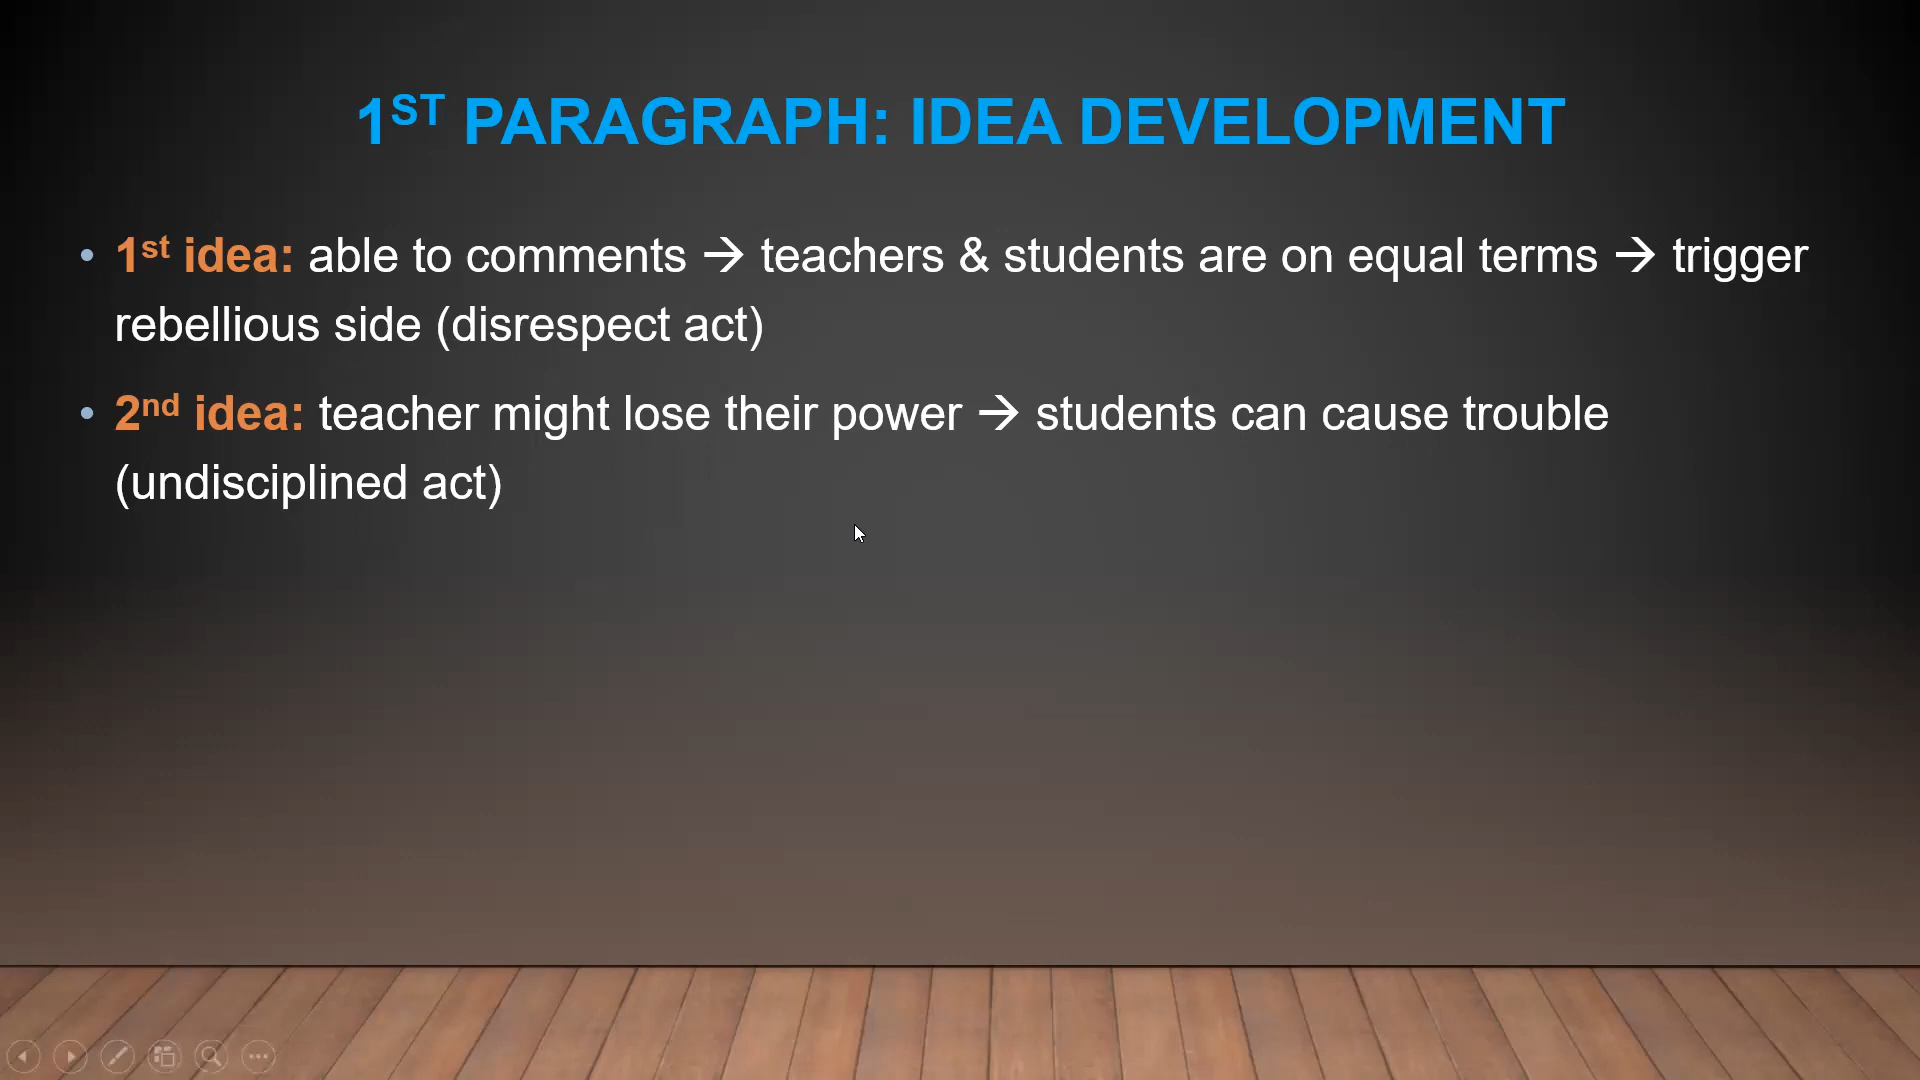 1ST PARAGRAPH: IDEA DEVELOPMENT
• 1st idea: able to comments → teachers & students are on equal terms → trigger
rebellious side (disrespect act)
• 2nd idea: teacher might lose their power → students can cause trouble
(undisciplined act)